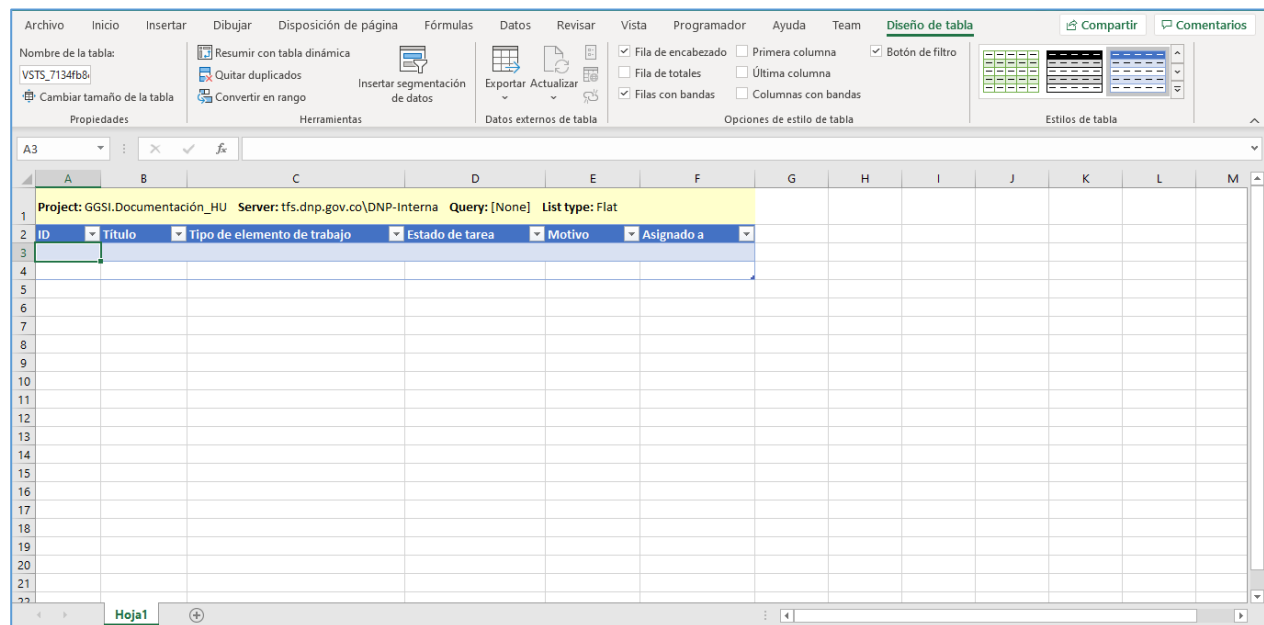 Archivo Inicio Insertar Dibujar Disposición de página Fórmulas Datos Revisar Vista Programador Ayuda Team Diseño de tabla Compartir Comentarios
Nombre de la tabla:
VSTS_7134fb8
Cambiar tamaño de la tabla
Propiedades
Resumir con tabla dinámica
Quitar duplicados
Convertir en rango
Insertar segmentación
de datos
Herramientas
Exportar Actualizar
Datos externos de tabla
Fila de encabezado Primera columna Botón de filtro
Fila de totales Última columna
Filas con bandas Columnas con bandas
Opciones de estilo de tabla
Estilos de tabla
A3 fx
A B C D E F G H I J K L M
1 Project: GGSI.Documentación_HU Server: tfs.dnp.gov.co\DNP-Interna Query: [None] List type: Flat
2 ID Título Tipo de elemento de trabajo Estado de tarea Motivo Asignado a
3
4
5
6
7
8
9
10
11
12
13
14
15
16
17
18
19
20
21
22
Hoja1